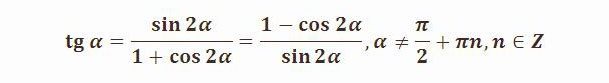 tg α = sin 2α / (1 + cos 2α) = (1 − cos 2α) / sin 2α , α ≠ π/2 + πn, n ∈ Z